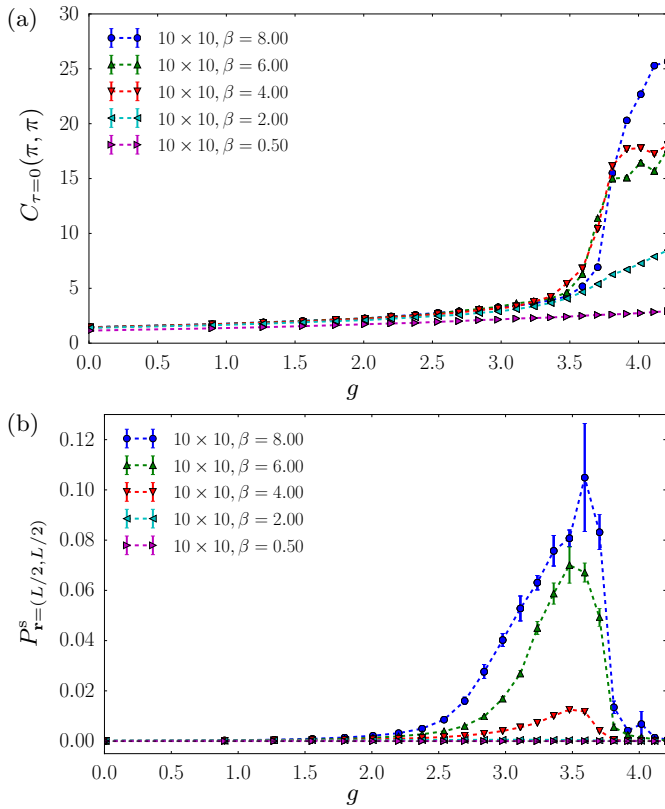 (a)
30
25
20
15
10
5
0
C_{τ=0}(π, π)
10 × 10, β = 8.00
10 × 10, β = 6.00
10 × 10, β = 4.00
10 × 10, β = 2.00
10 × 10, β = 0.50
0.0 0.5 1.0 1.5 2.0 2.5 3.0 3.5 4.0
g
(b)
0.12
0.10
0.08
0.06
0.04
0.02
0.00
P^s_{r=(L/2,L/2)}
10 × 10, β = 8.00
10 × 10, β = 6.00
10 × 10, β = 4.00
10 × 10, β = 2.00
10 × 10, β = 0.50
0.0 0.5 1.0 1.5 2.0 2.5 3.0 3.5 4.0
g